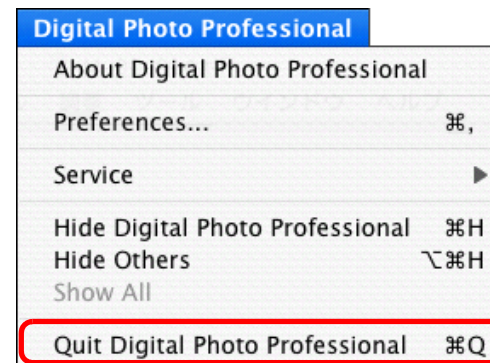 Digital Photo Professional
About Digital Photo Professional
Preferences... ⌘,
Service ▶
Hide Digital Photo Professional ⌘H
Hide Others ⌥⌘H
Show All
Quit Digital Photo Professional ⌘Q